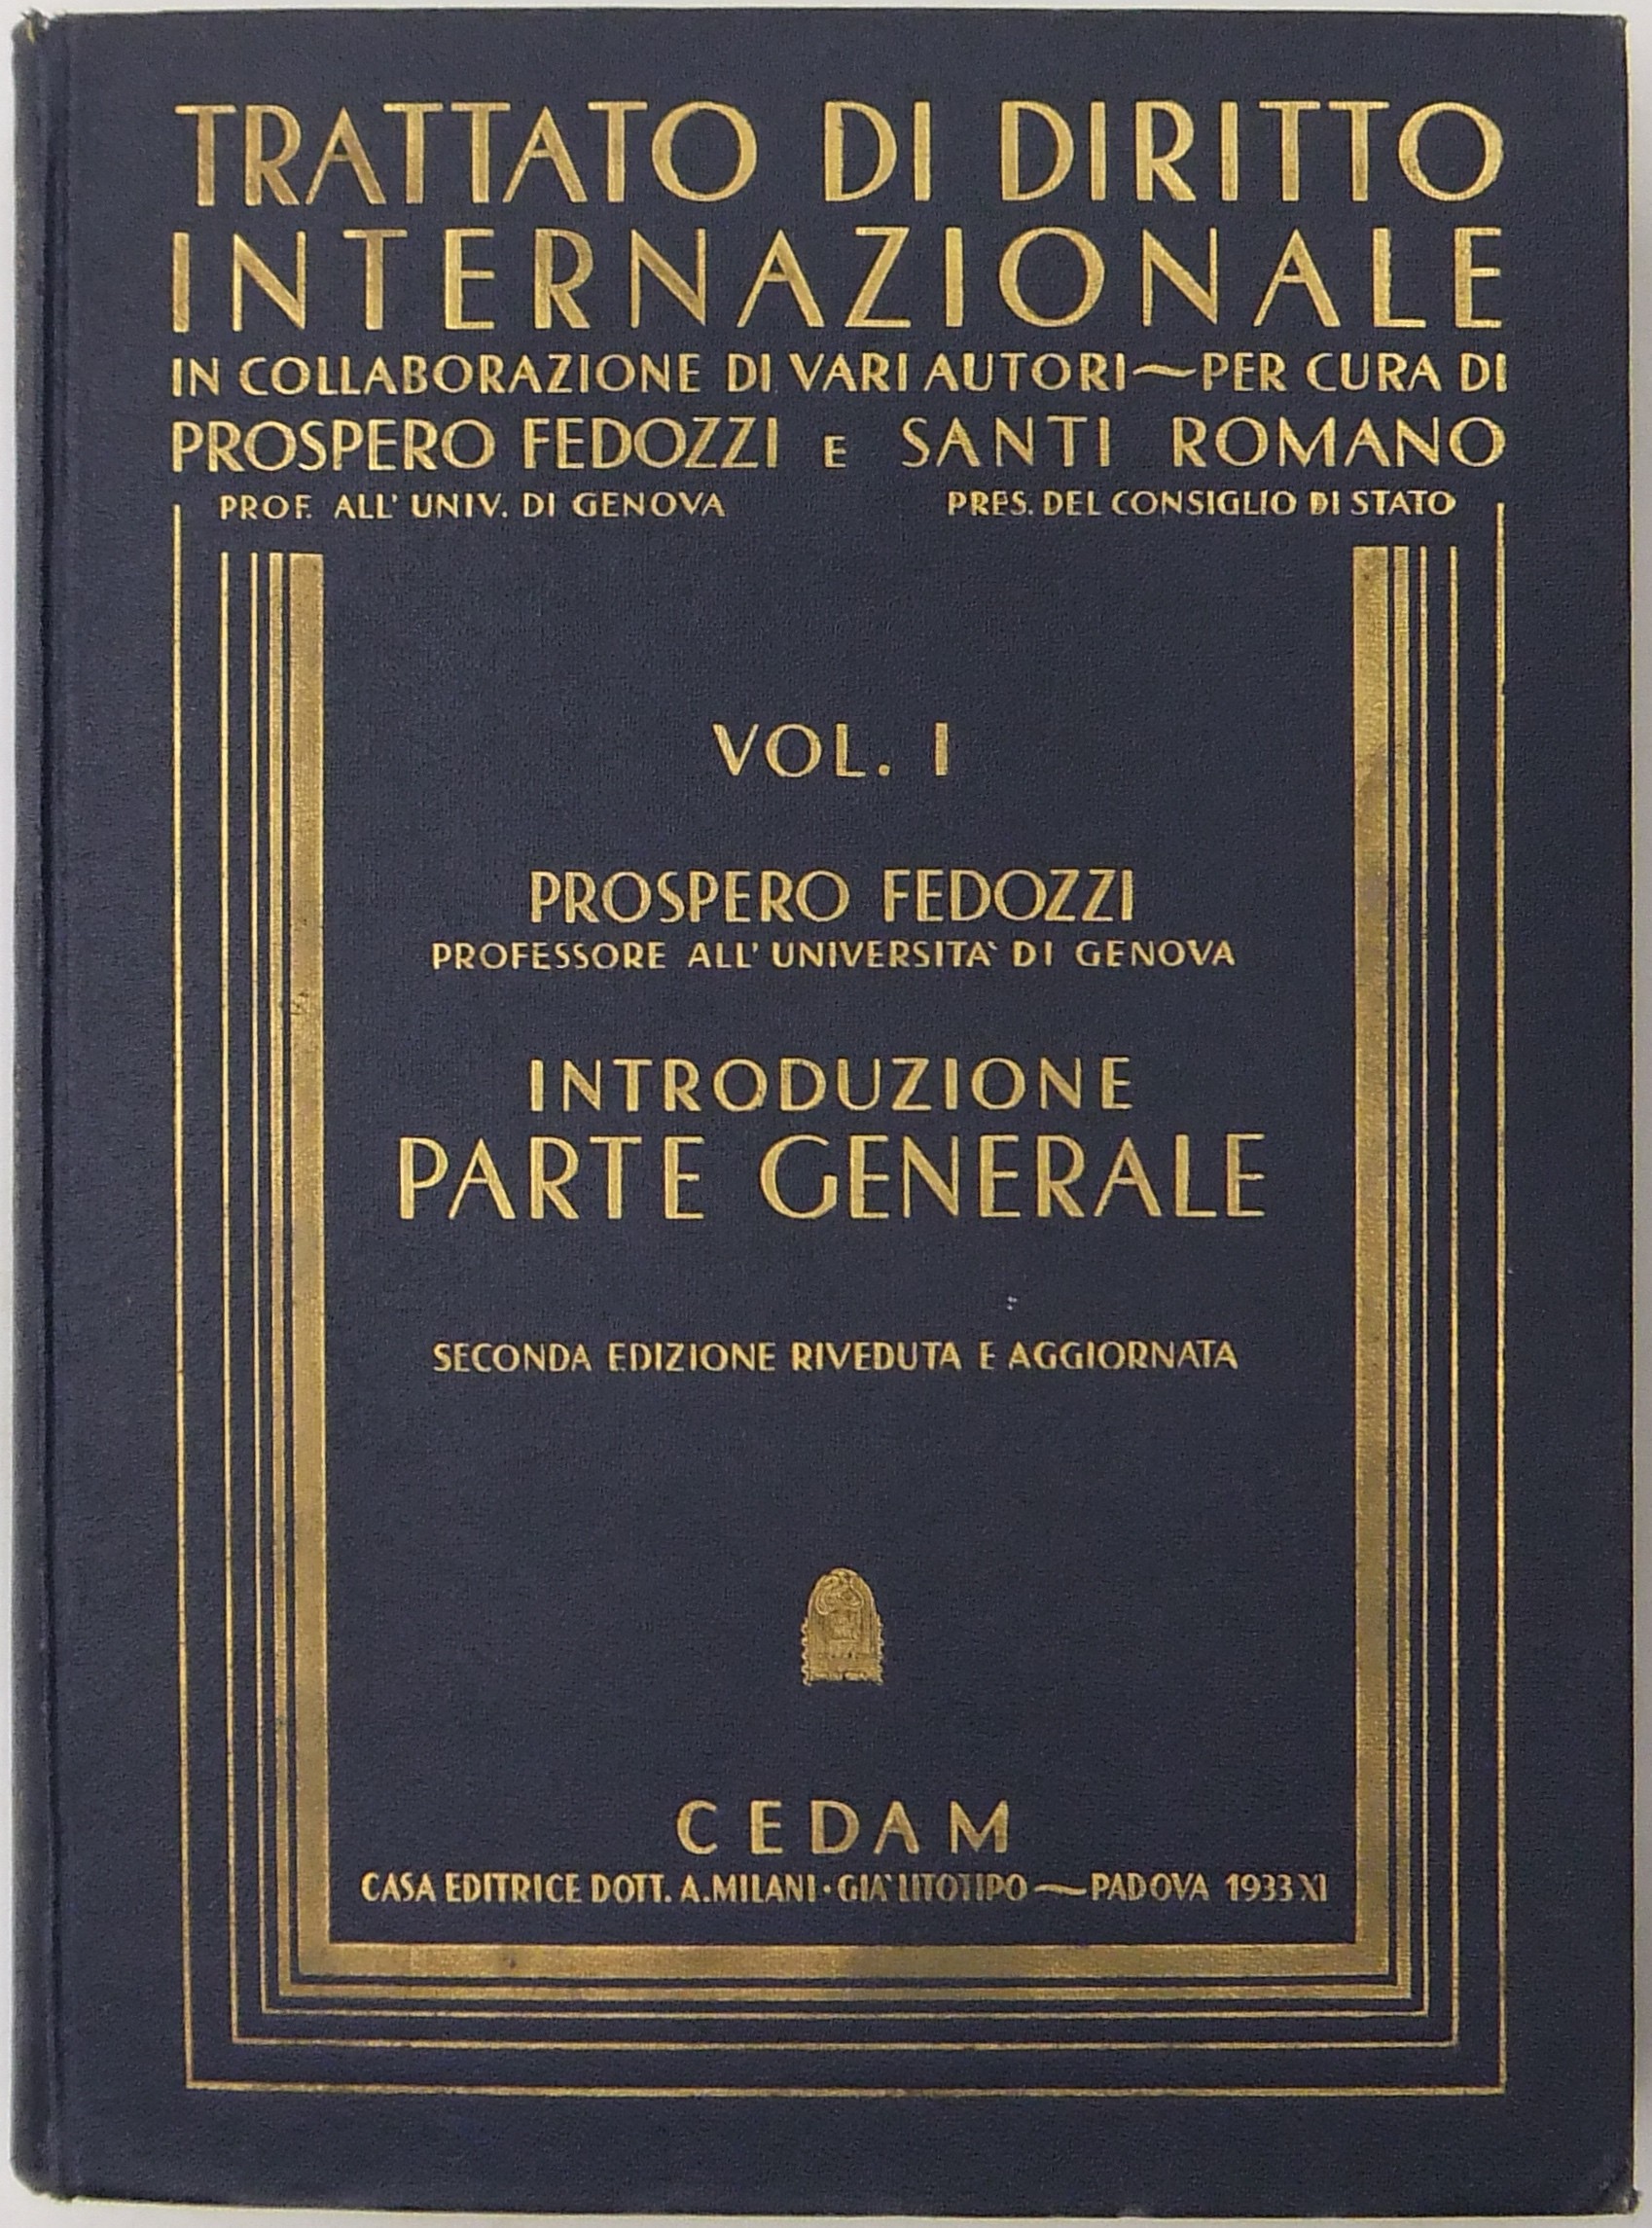 TRATTATO DI DIRITTO
INTERNAZIONALE
IN COLLABORAZIONE DI VARI AUTORI ~ PER CURA DI
PROSPERO FEDOZZI E SANTI ROMANO
PROF. ALL' UNIV. DI GENOVA PRES. DEL CONSIGLIO DI STATO
VOL. I
PROSPERO FEDOZZI
PROFESSORE ALL' UNIVERSITA` DI GENOVA
INTRODUZIONE
PARTE GENERALE
SECONDA EDIZIONE RIVEDUTA E AGGIORNATA
CEDAM
CASA EDITRICE DOTT. A. MILANI · GIA` LITOTIPO ~ PADOVA 1933 XI